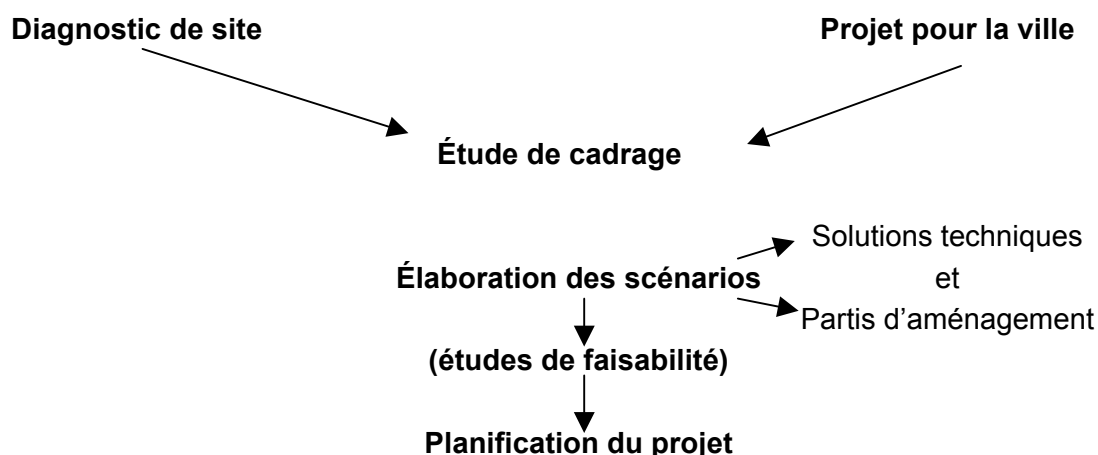 Diagnostic de site
Projet pour la ville
Étude de cadrage
Solutions techniques
Élaboration des scénarios
et
Partis d’aménagement
(études de faisabilité)
Planification du projet